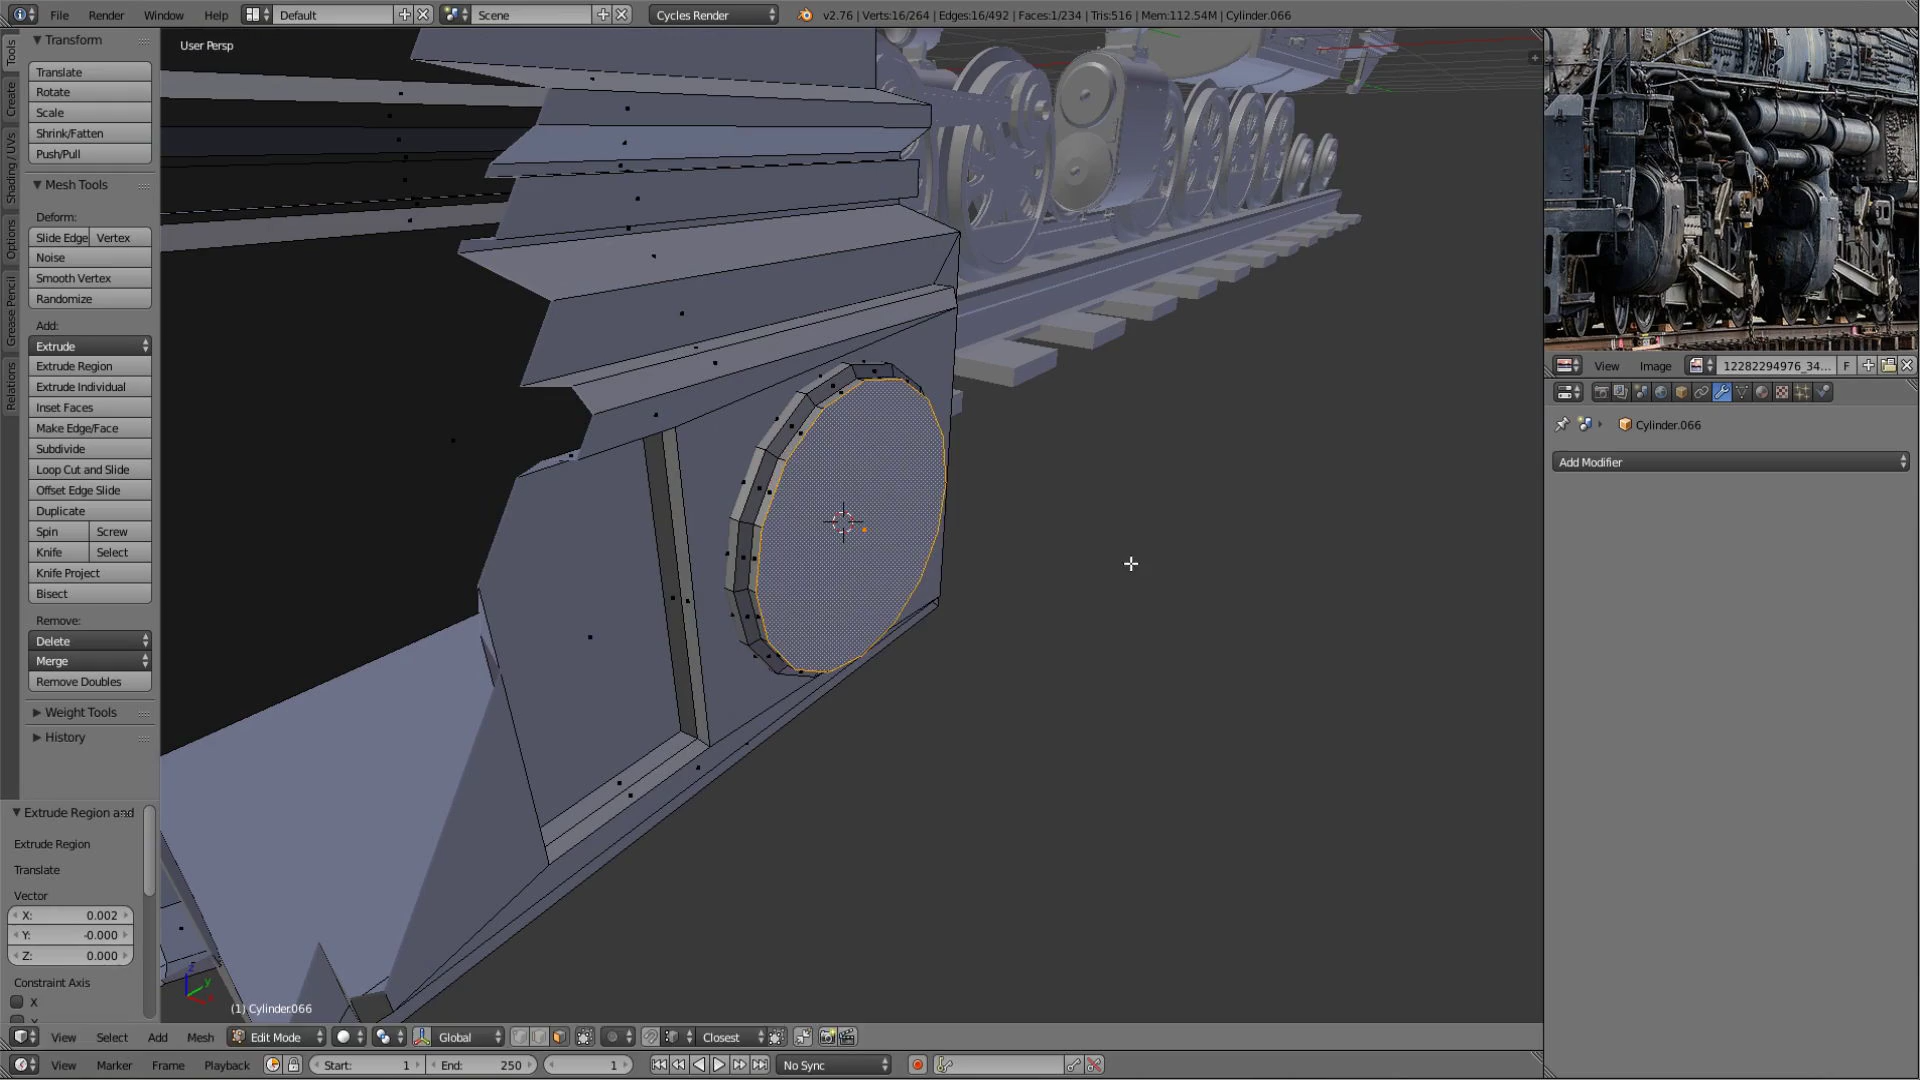 File
Render
Window
Help
Default
Scene
Cycles Render
v2.76 | Verts:16/264 | Edges:16/492 | Faces:1/234 | Tris:516 | Mem:112.54M | Cylinder.066
Tools
Create
Shading / UVs
Options
Grease Pencil
Relations
Transform
Translate
Rotate
Scale
Shrink/Fatten
Push/Pull
Mesh Tools
Deform:
Slide Edge
Vertex
Noise
Smooth Vertex
Randomize
Add:
Extrude
Extrude Region
Extrude Individual
Inset Faces
Make Edge/Face
Subdivide
Loop Cut and Slide
Offset Edge Slide
Duplicate
Spin
Screw
Knife
Select
Knife Project
Bisect
Remove:
Delete
Merge
Remove Doubles
Weight Tools
History
Extrude Region and
Extrude Region
Translate
Vector
X: 0.002
Y: -0.000
Z: 0.000
Constraint Axis
X
User Persp
(1) Cylinder.066
View
Image
12282294976_34...
F
Cylinder.066
Add Modifier
View
Select
Add
Mesh
Edit Mode
Global
Closest
View
Marker
Frame
Playback
Start: 1
End: 250
1
No Sync